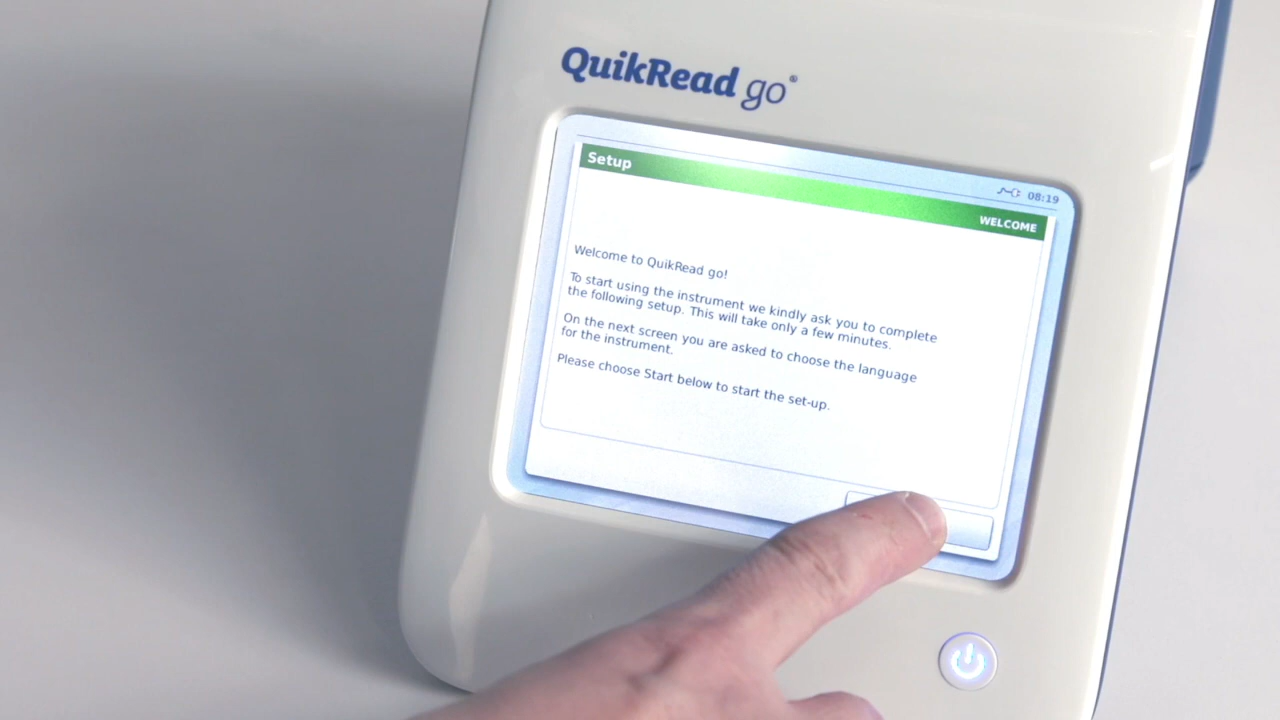 QuikRead go®
08:19
Setup
WELCOME
Welcome to QuikRead go!
To start using the instrument we kindly ask you to complete
the following setup. This will take only a few minutes.
On the next screen you are asked to choose the language
for the instrument.
Please choose Start below to start the set-up.